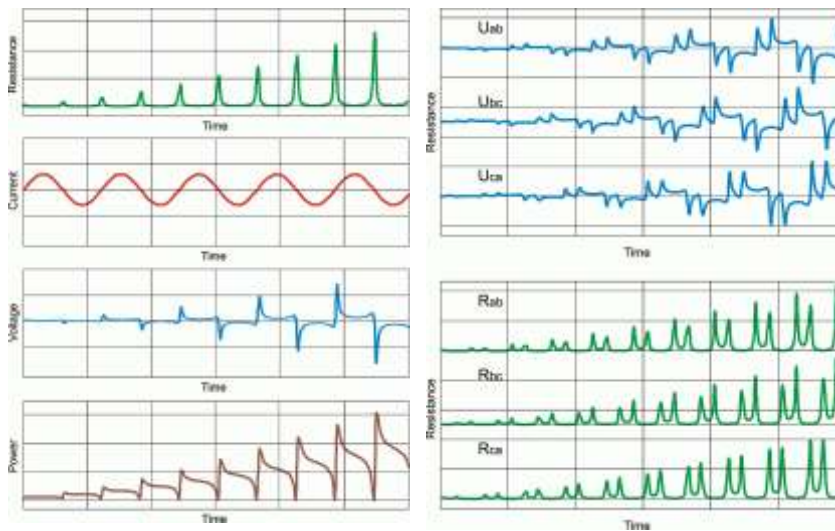 Resistance
Time
Current
Time
Voltage
Time
Power
Time
Uab
Ubc
Uca
Resistance
Time
Rab
Rbc
Rca
Resistance
Time